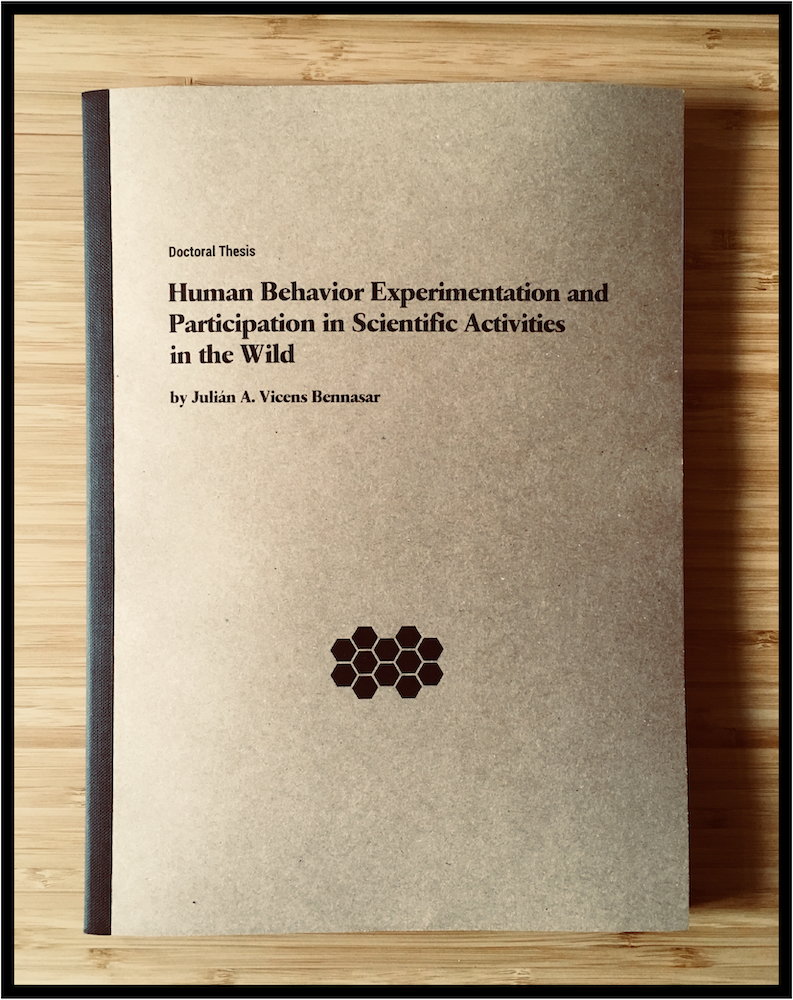 Doctoral Thesis
Human Behavior Experimentation and
Participation in Scientific Activities
in the Wild
by Julián A. Vicens Bennasar